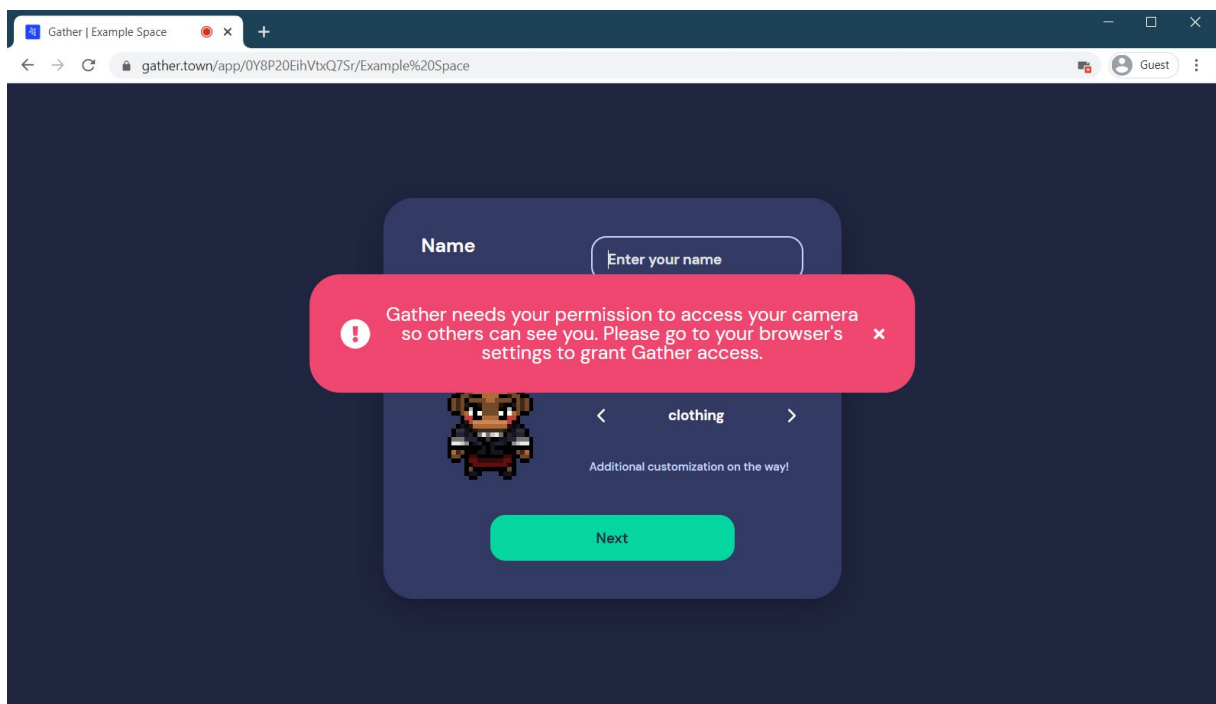 Gather | Example Space
gather.town/app/0Y8P20EihVtxQ7Sr/Example%20Space
Guest
Name
Enter your name
Gather needs your permission to access your camera
so others can see you. Please go to your browser's
settings to grant Gather access.
clothing
Additional customization on the way!
Next